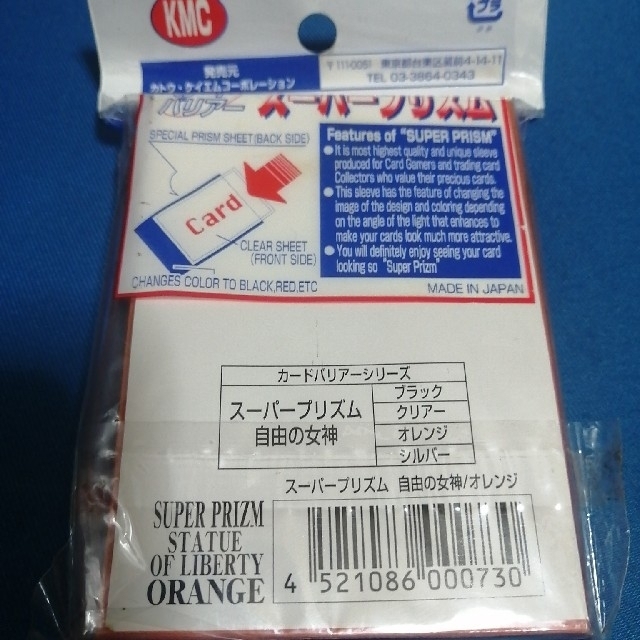 KMC
プラ
発売元
カトウ・ケイエムコーポレーション
〒111-0051 東京都台東区蔵前4-14-11
TEL 03-3864-0343
バリアー スーパープリズム
SPECIAL PRISM SHEET(BACK SIDE)
Card
CLEAR SHEET
(FRONT SIDE)
CHANGES COLOR TO BLACK,RED,ETC
Features of "SUPER PRISM"
●It is most highest quality and unique sleeve
produced for Card Gamers and trading card
Collectors who value their precious cards.
●This sleeve has the feature of changing the
image of the design and coloring depending
on the angle of the light that enhances to
make your cards look much more attractive.
●You will definitely enjoy seeing your card
looking so "Super Prizm"
MADE IN JAPAN
カードバリアーシリーズ
スーパープリズム
自由の女神
ブラック
クリアー
オレンジ
シルバー
スーパープリズム 自由の女神/オレンジ
SUPER PRIZM
STATUE
OF LIBERTY
ORANGE
4 521086 000730